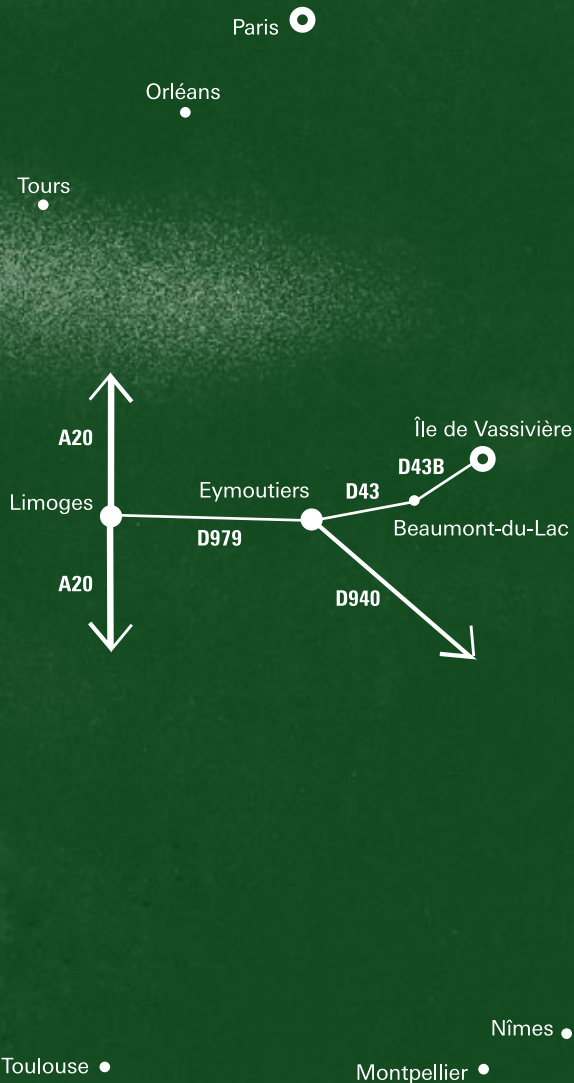 Paris
Orléans
Tours
A20
Île de Vassivière
D43B
Eymoutiers
D43
Limoges
Beaumont-du-Lac
D979
A20
D940
Nîmes
Toulouse
Montpellier